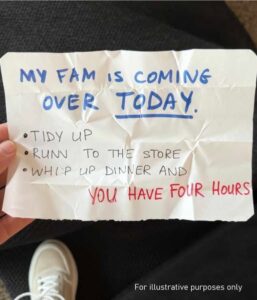 MY FAM IS COMING
OVER TODAY.
• TIDY UP
• RUNN TO THE STORE
• WHIP UP DINNER AND
YOU HAVE FOUR HOURS
For illustrative purposes only